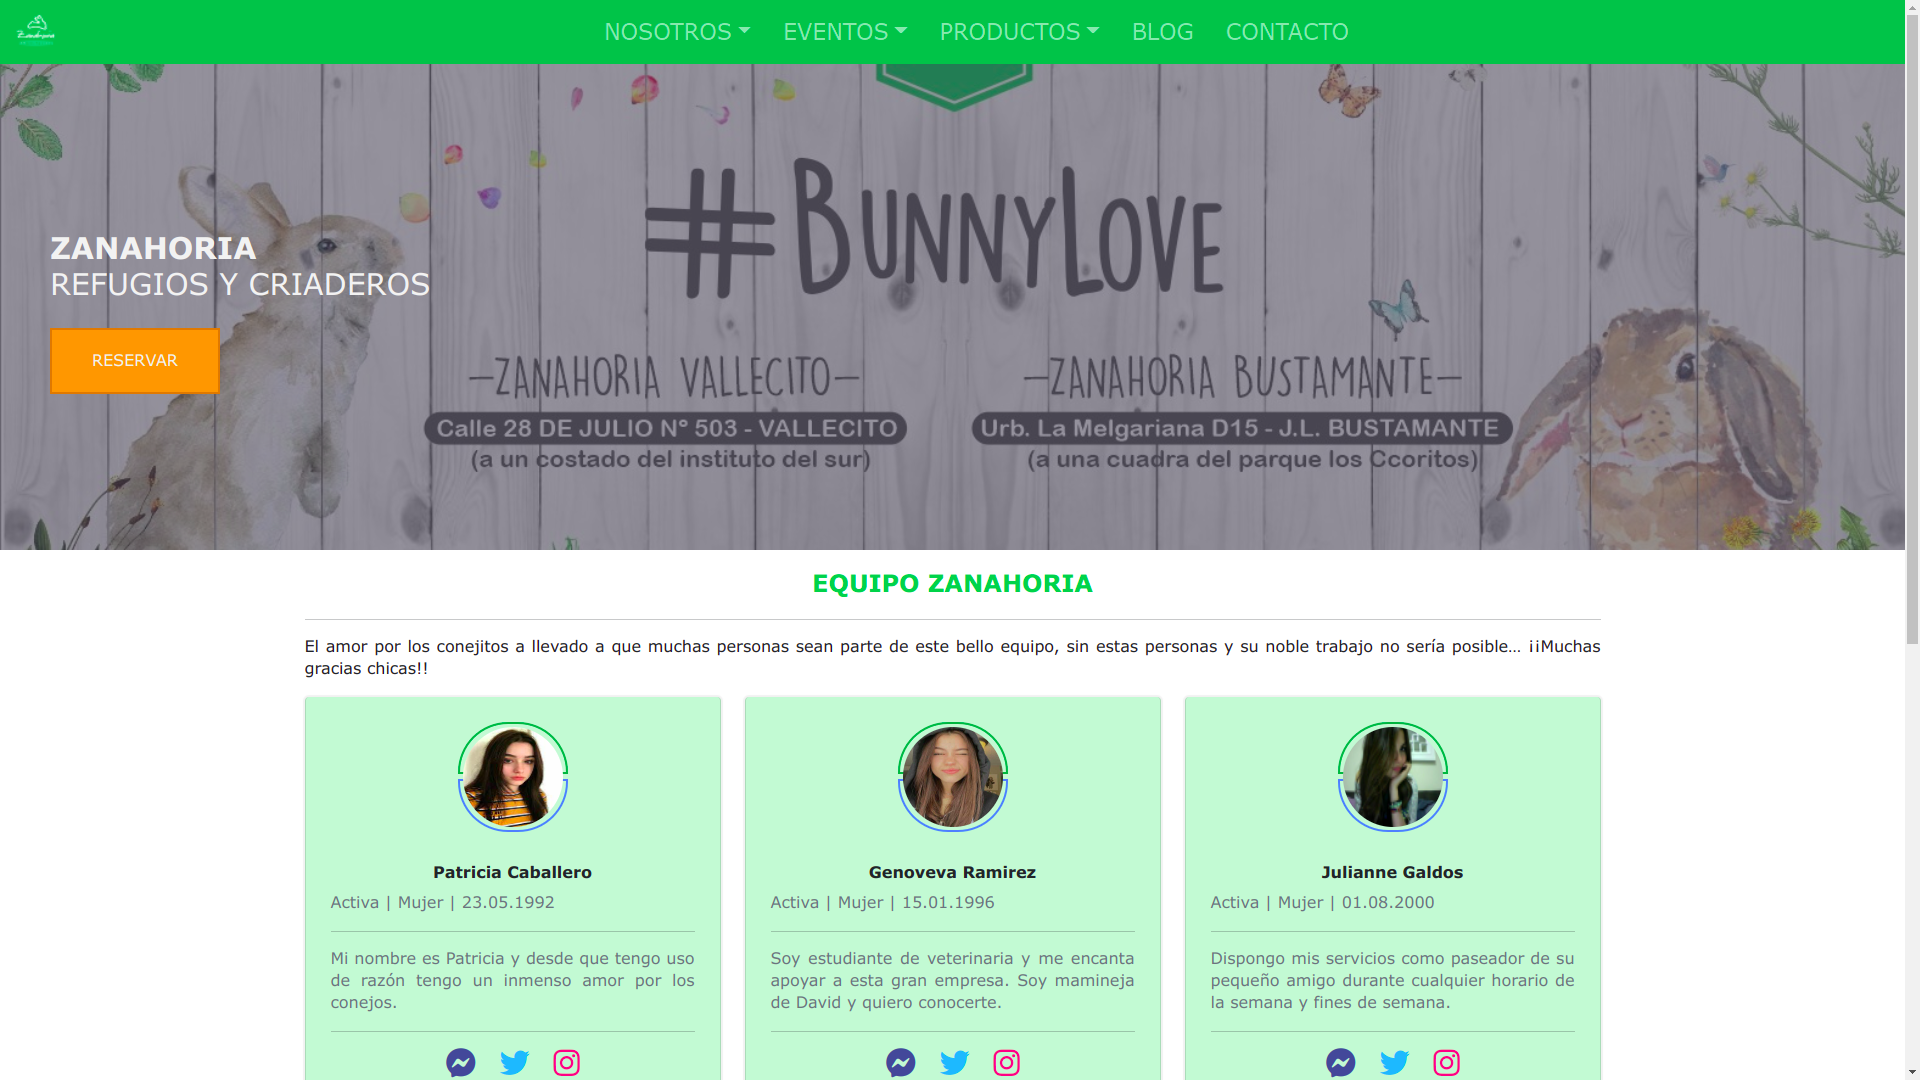 NOSOTROS EVENTOS PRODUCTOS BLOG CONTACTO
#BUNNYLOVE
ZANAHORIA
REFUGIOS Y CRIADEROS
RESERVAR
—ZANAHORIA VALLECITO—
Calle 28 DE JULIO N° 503 - VALLECITO
(a un costado del instituto del sur)
—ZANAHORIA BUSTAMANTE—
Urb. La Melgariana D15 - J.L. BUSTAMANTE
(a una cuadra del parque los Ccoritos)
EQUIPO ZANAHORIA
El amor por los conejitos a llevado a que muchas personas sean parte de este bello equipo, sin estas personas y su noble trabajo no sería posible... ¡¡Muchas
gracias chicas!!
Patricia Caballero
Activa | Mujer | 23.05.1992
Mi nombre es Patricia y desde que tengo uso
de razón tengo un inmenso amor por los
conejos.
Genoveva Ramirez
Activa | Mujer | 15.01.1996
Soy estudiante de veterinaria y me encanta
apoyar a esta gran empresa. Soy mamineja
de David y quiero conocerte.
Julianne Galdos
Activa | Mujer | 01.08.2000
Dispongo mis servicios como paseador de su
pequeño amigo durante cualquier horario de
la semana y fines de semana.